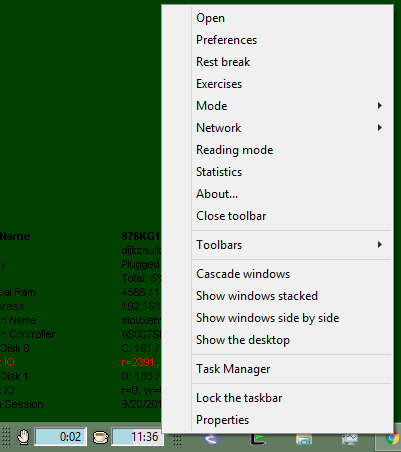 Open
Preferences
Rest break
Exercises
Mode
Network
Reading mode
Statistics
About...
Close toolbar
Toolbars
Cascade windows
Show windows stacked
Show windows side by side
Show the desktop
Task Manager
Lock the taskbar
Properties
Name 976KG1
dijkzeul
y Plugged
Total: 5
cal Ram 4566 / 1
dress 192.168
n Name siouxeh
n Controller
Disk 0 C: 161 /
IO r=2391
Disk 1 D: 188 /
IO r=0, w=
Session 9/20/201
0:02 11:36